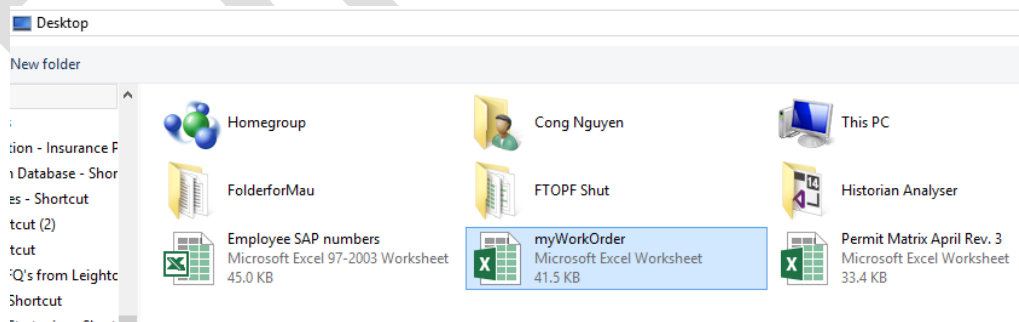 Desktop
New folder
tion - Insurance P
Database - Shor
es - Shortcut
tcut (2)
tcut
FQ's from Leightc
Shortcut
Homegroup
Cong Nguyen
This PC
FolderforMau
FTOPF Shut
Historian Analyser
Employee SAP numbers
Microsoft Excel 97-2003 Worksheet
45.0 KB
myWorkOrder
Microsoft Excel Worksheet
41.5 KB
Permit Matrix April Rev. 3
Microsoft Excel Worksheet
33.4 KB